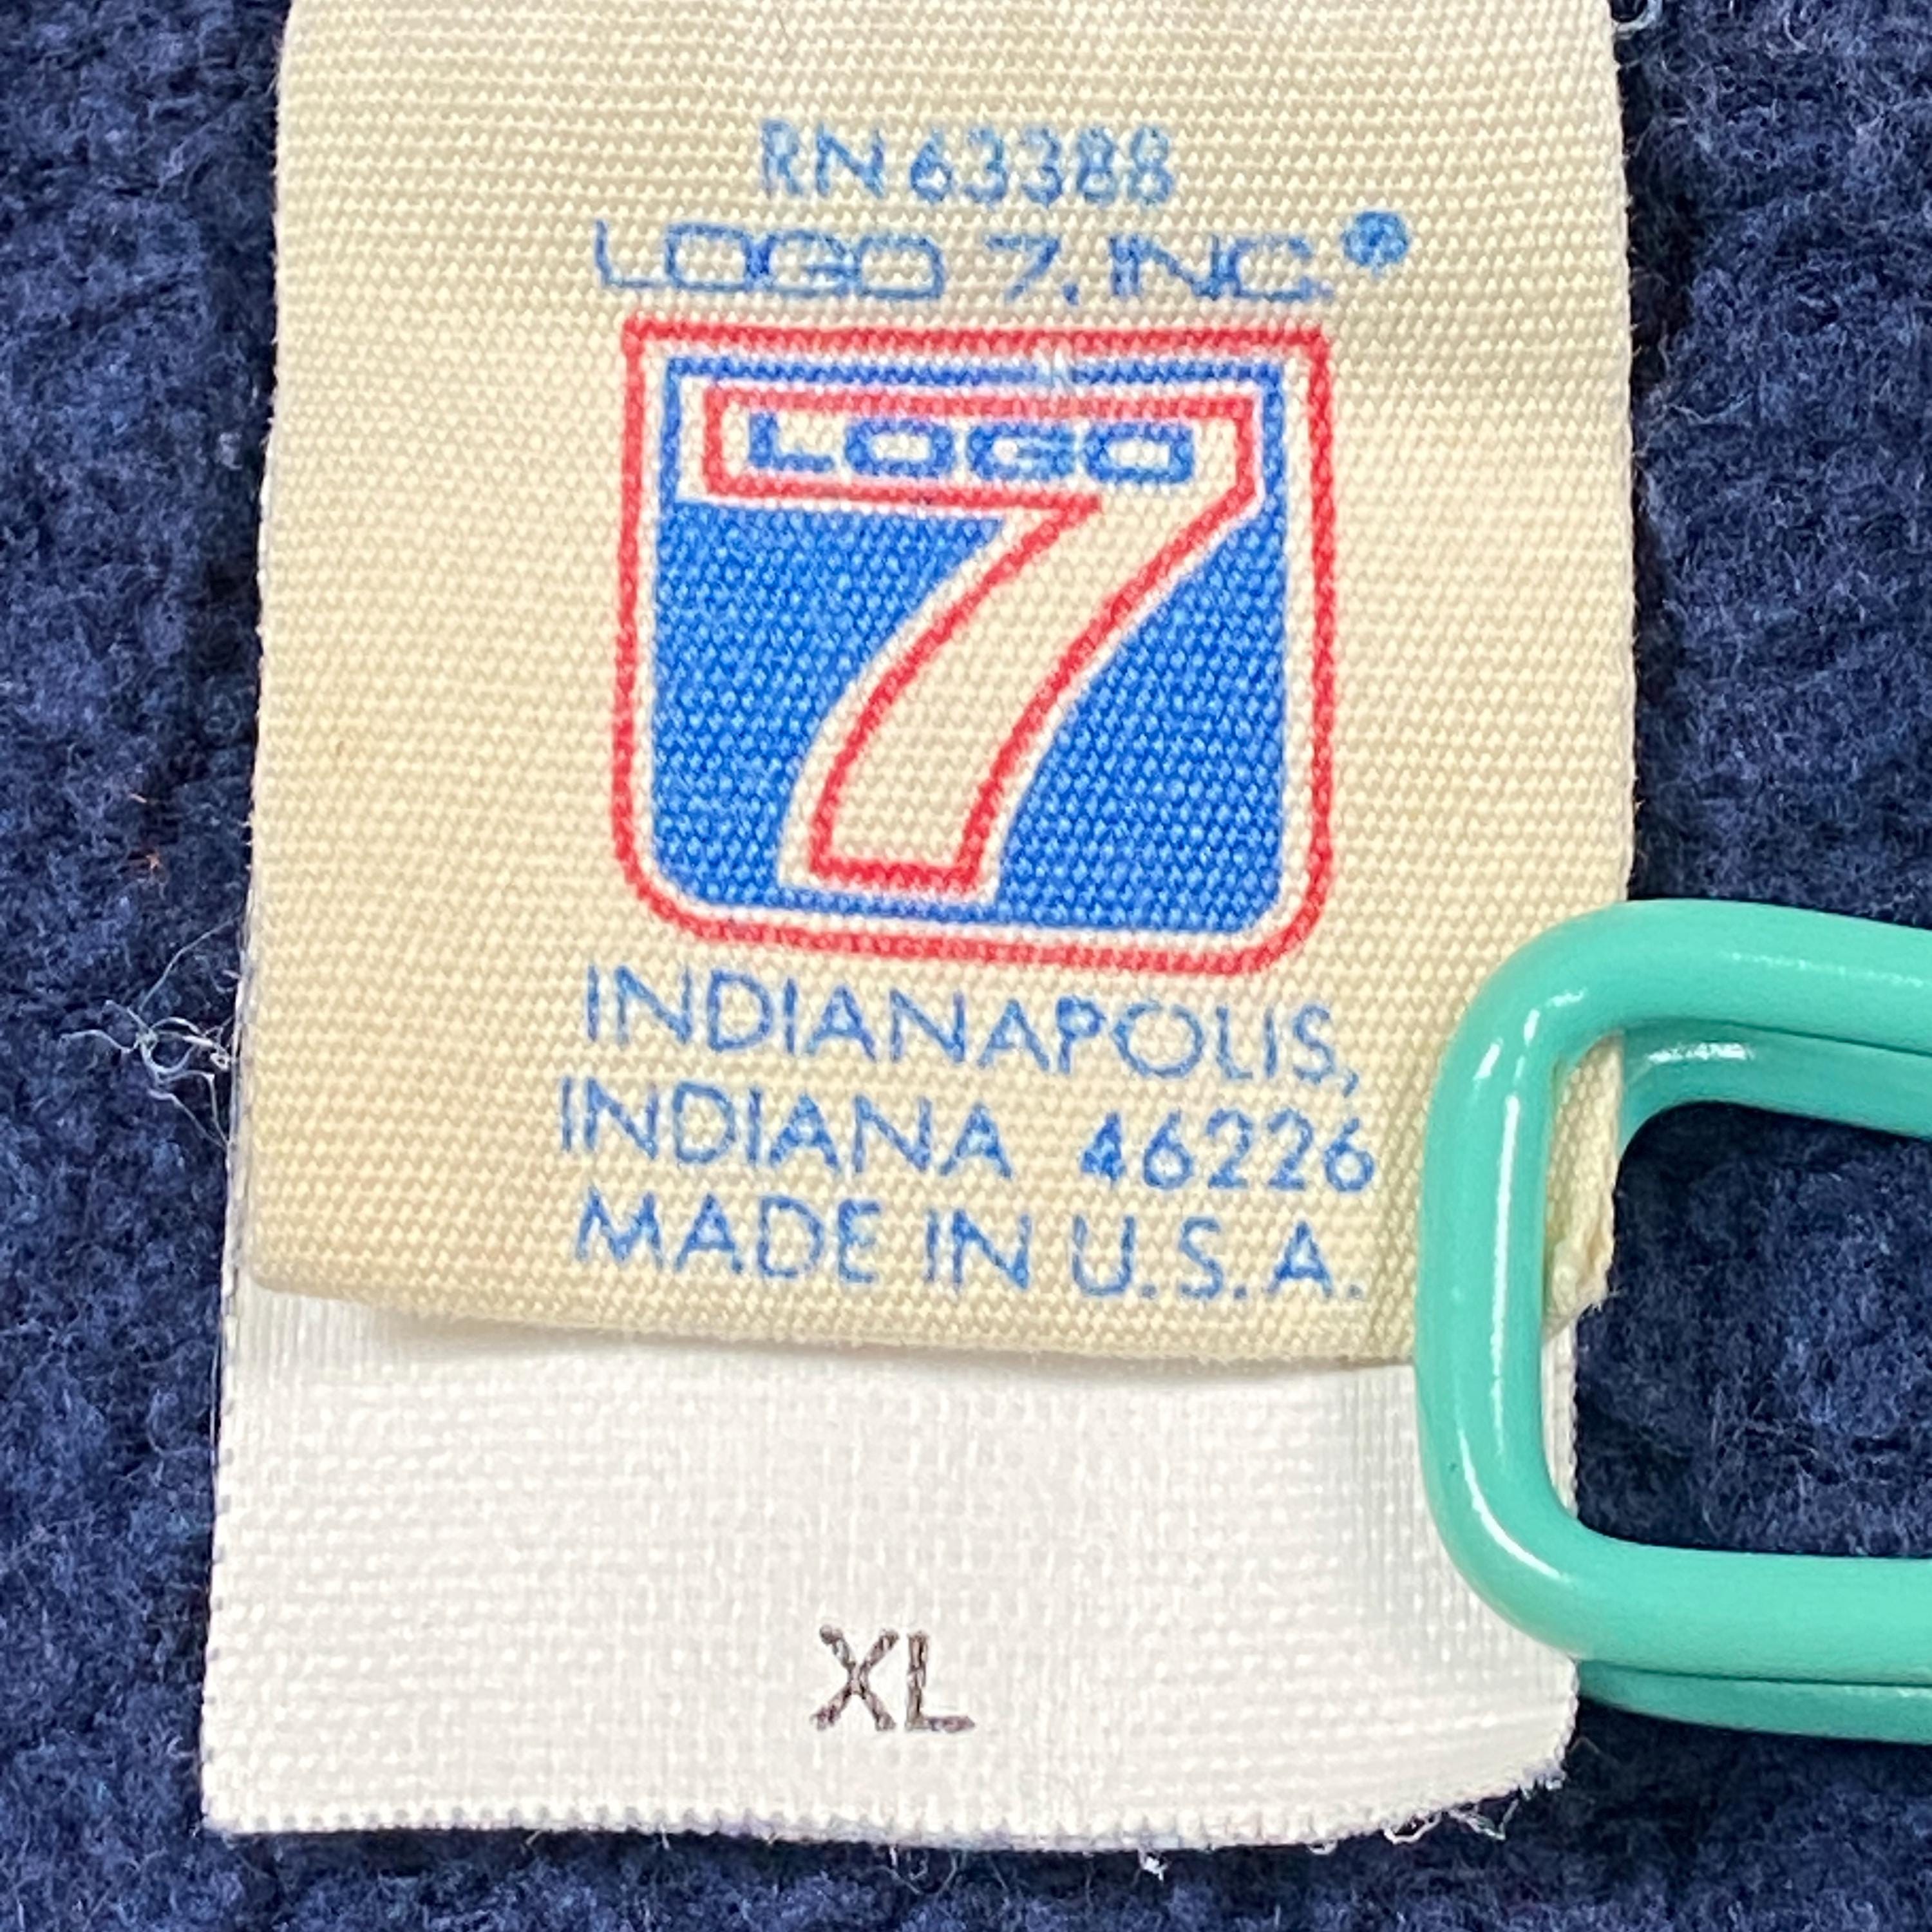 RN 63388
LOGO 7, INC.®
LOGO
7
INDIANAPOLIS,
INDIANA 46226
MADE IN U.S.A.
XL